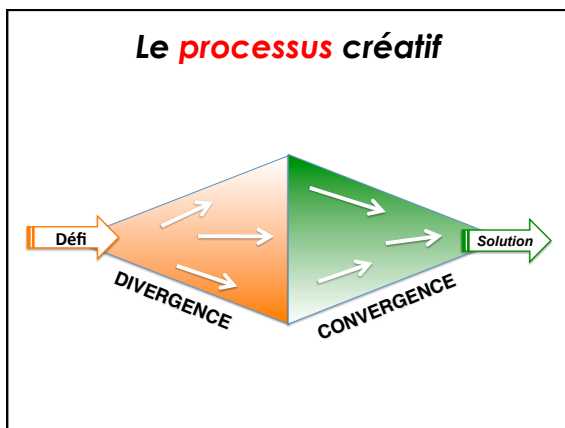 Le processus créatif
Défi
Solution
DIVERGENCE
CONVERGENCE